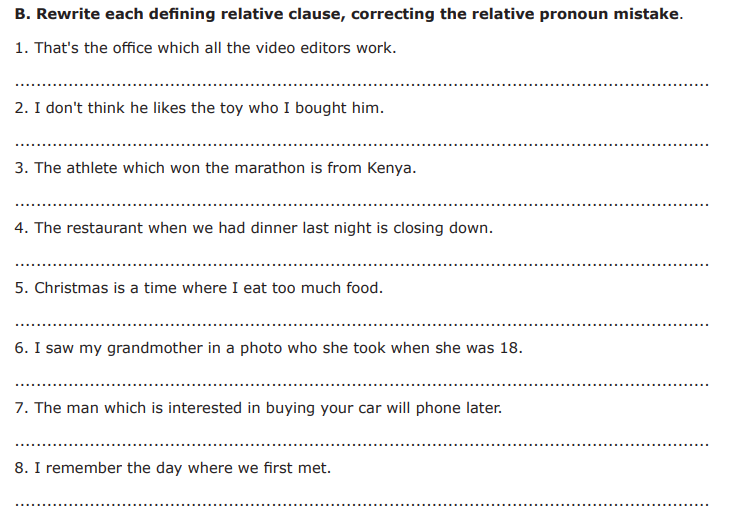 B. Rewrite each defining relative clause, correcting the relative pronoun mistake.
1. That's the office which all the video editors work.
................................................................................................................................
2. I don't think he likes the toy who I bought him.
................................................................................................................................
3. The athlete which won the marathon is from Kenya.
................................................................................................................................
4. The restaurant when we had dinner last night is closing down.
................................................................................................................................
5. Christmas is a time where I eat too much food.
................................................................................................................................
6. I saw my grandmother in a photo who she took when she was 18.
................................................................................................................................
7. The man which is interested in buying your car will phone later.
................................................................................................................................
8. I remember the day where we first met.
................................................................................................................................